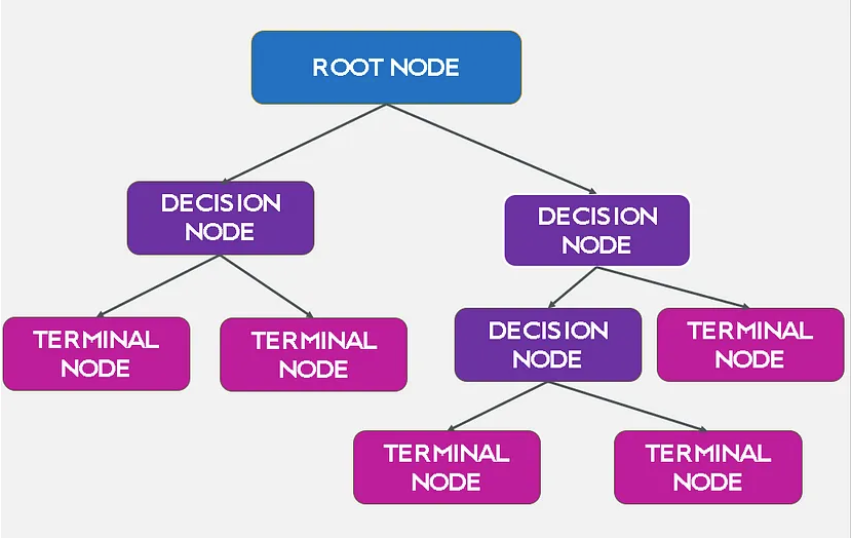 ROOT NODE
DECISION
NODE
DECISION
NODE
TERMINAL
NODE
TERMINAL
NODE
DECISION
NODE
TERMINAL
NODE
TERMINAL
NODE
TERMINAL
NODE